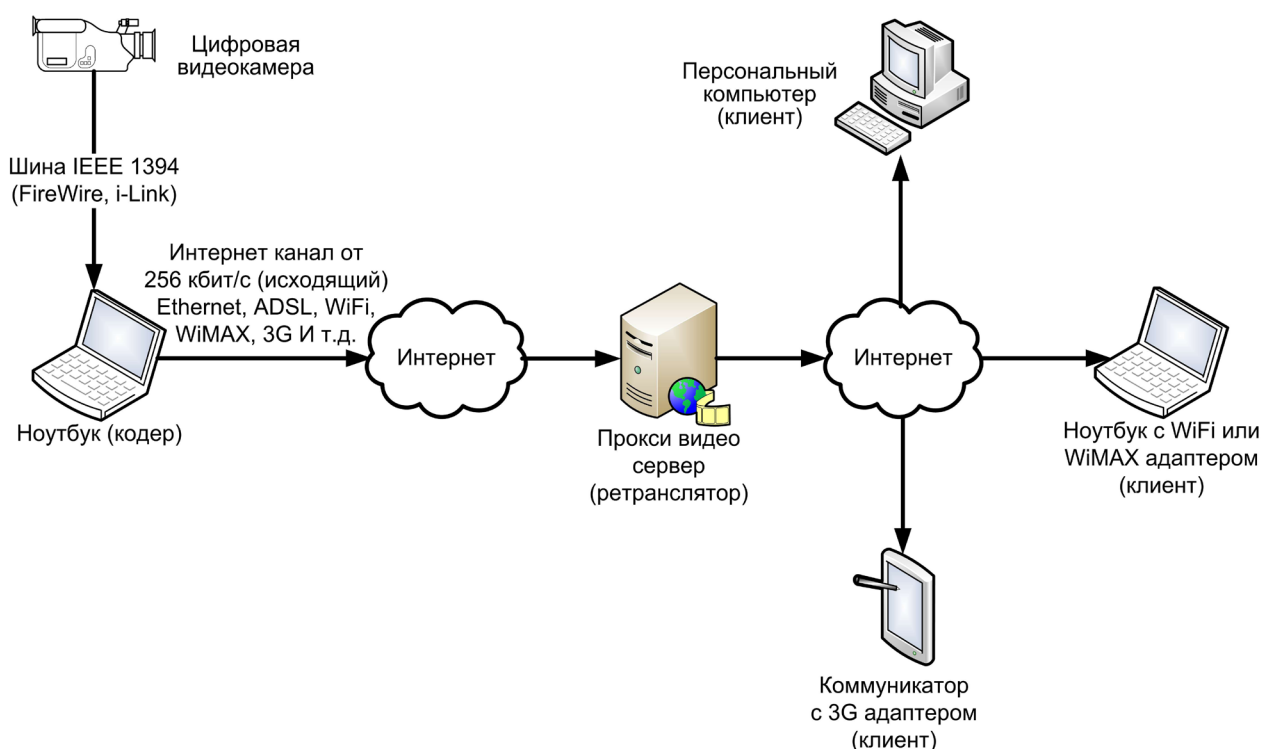 Цифровая
видеокамера
Шина IEEE 1394
(FireWire, i-Link)
Интернет канал от
256 кбит/с (исходящий)
Ethernet, ADSL, WiFi,
WiMAX, 3G И т.д.
Ноутбук (кодер)
Интернет
Прокси видео
сервер
(ретранслятор)
Интернет
Персональный
компьютер
(клиент)
Ноутбук с WiFi или
WiMAX адаптером
(клиент)
Коммуникатор
с 3G адаптером
(клиент)